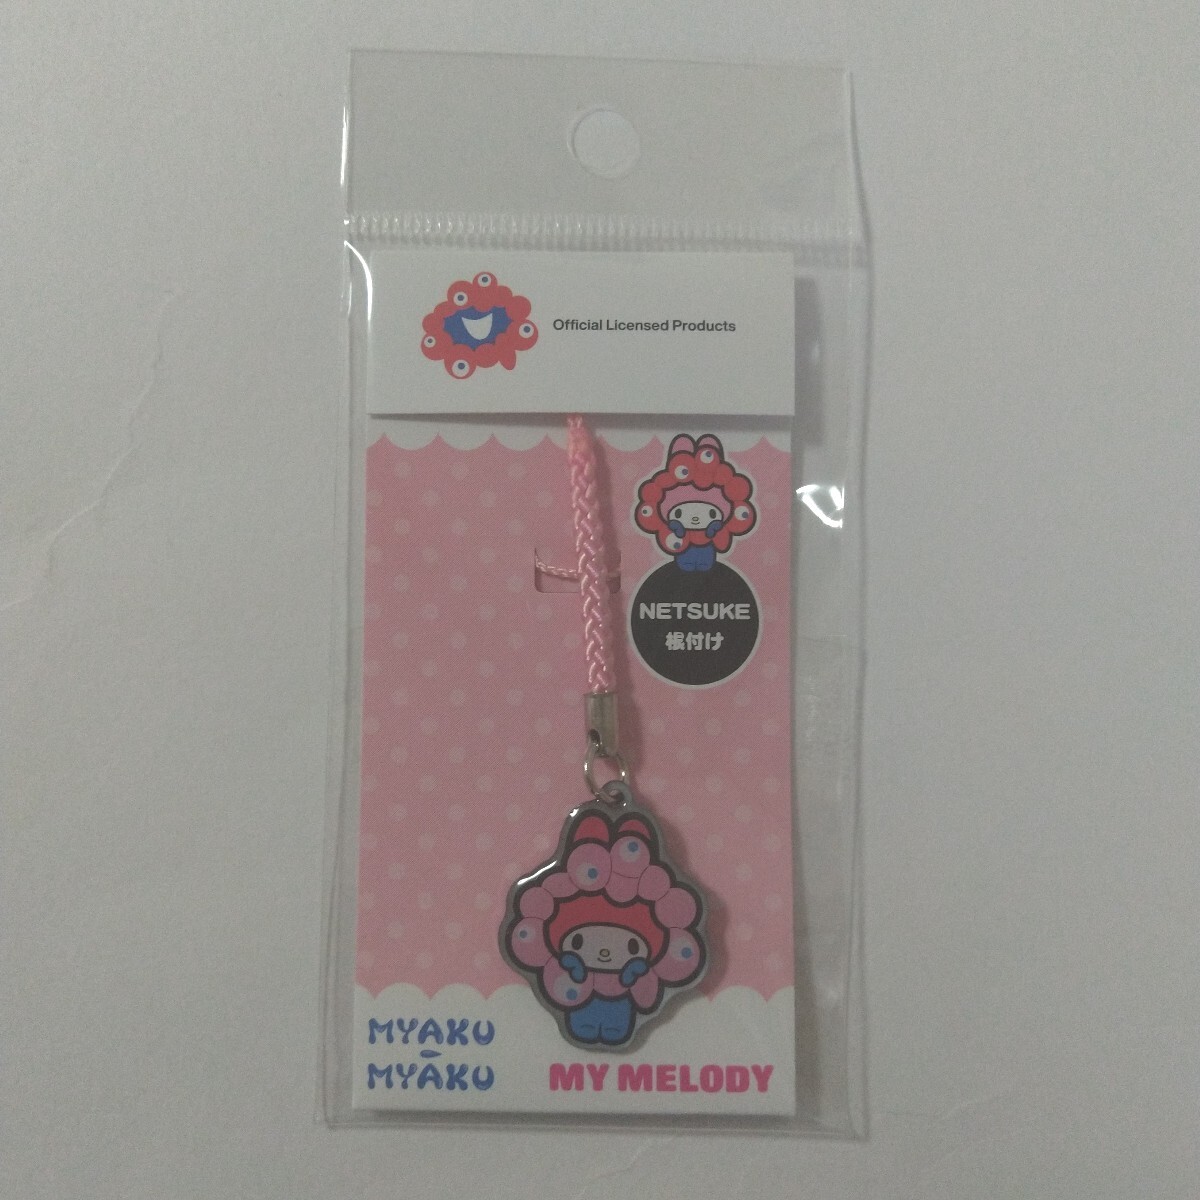 Official Licensed Products
NETSUKE
根付け
MYAKU
MYAKU
MY MELODY